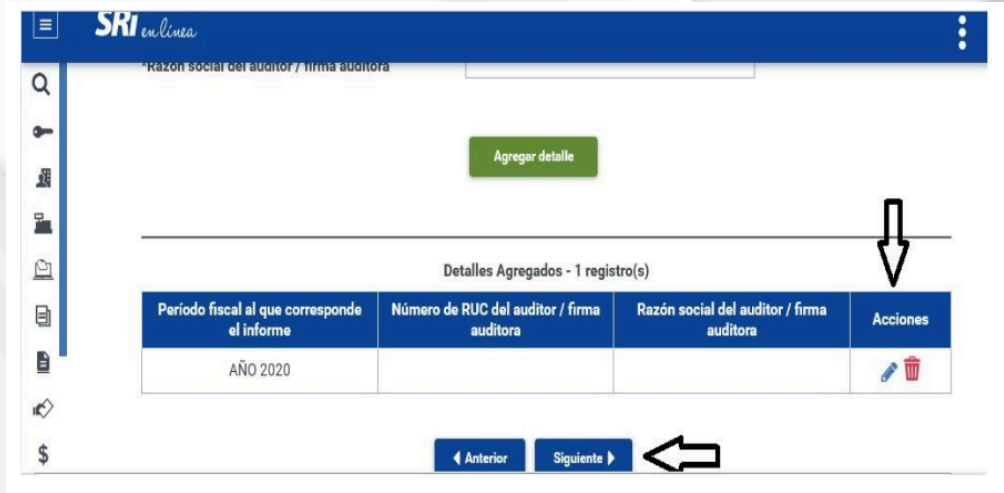 SRI en línea
*Razón social del auditor / firma auditora
Agregar detalle
Detalles Agregados - 1 registro(s)
Período fiscal al que corresponde el informe
Número de RUC del auditor / firma auditora
Razón social del auditor / firma auditora
Acciones
AÑO 2020
Anterior
Siguiente